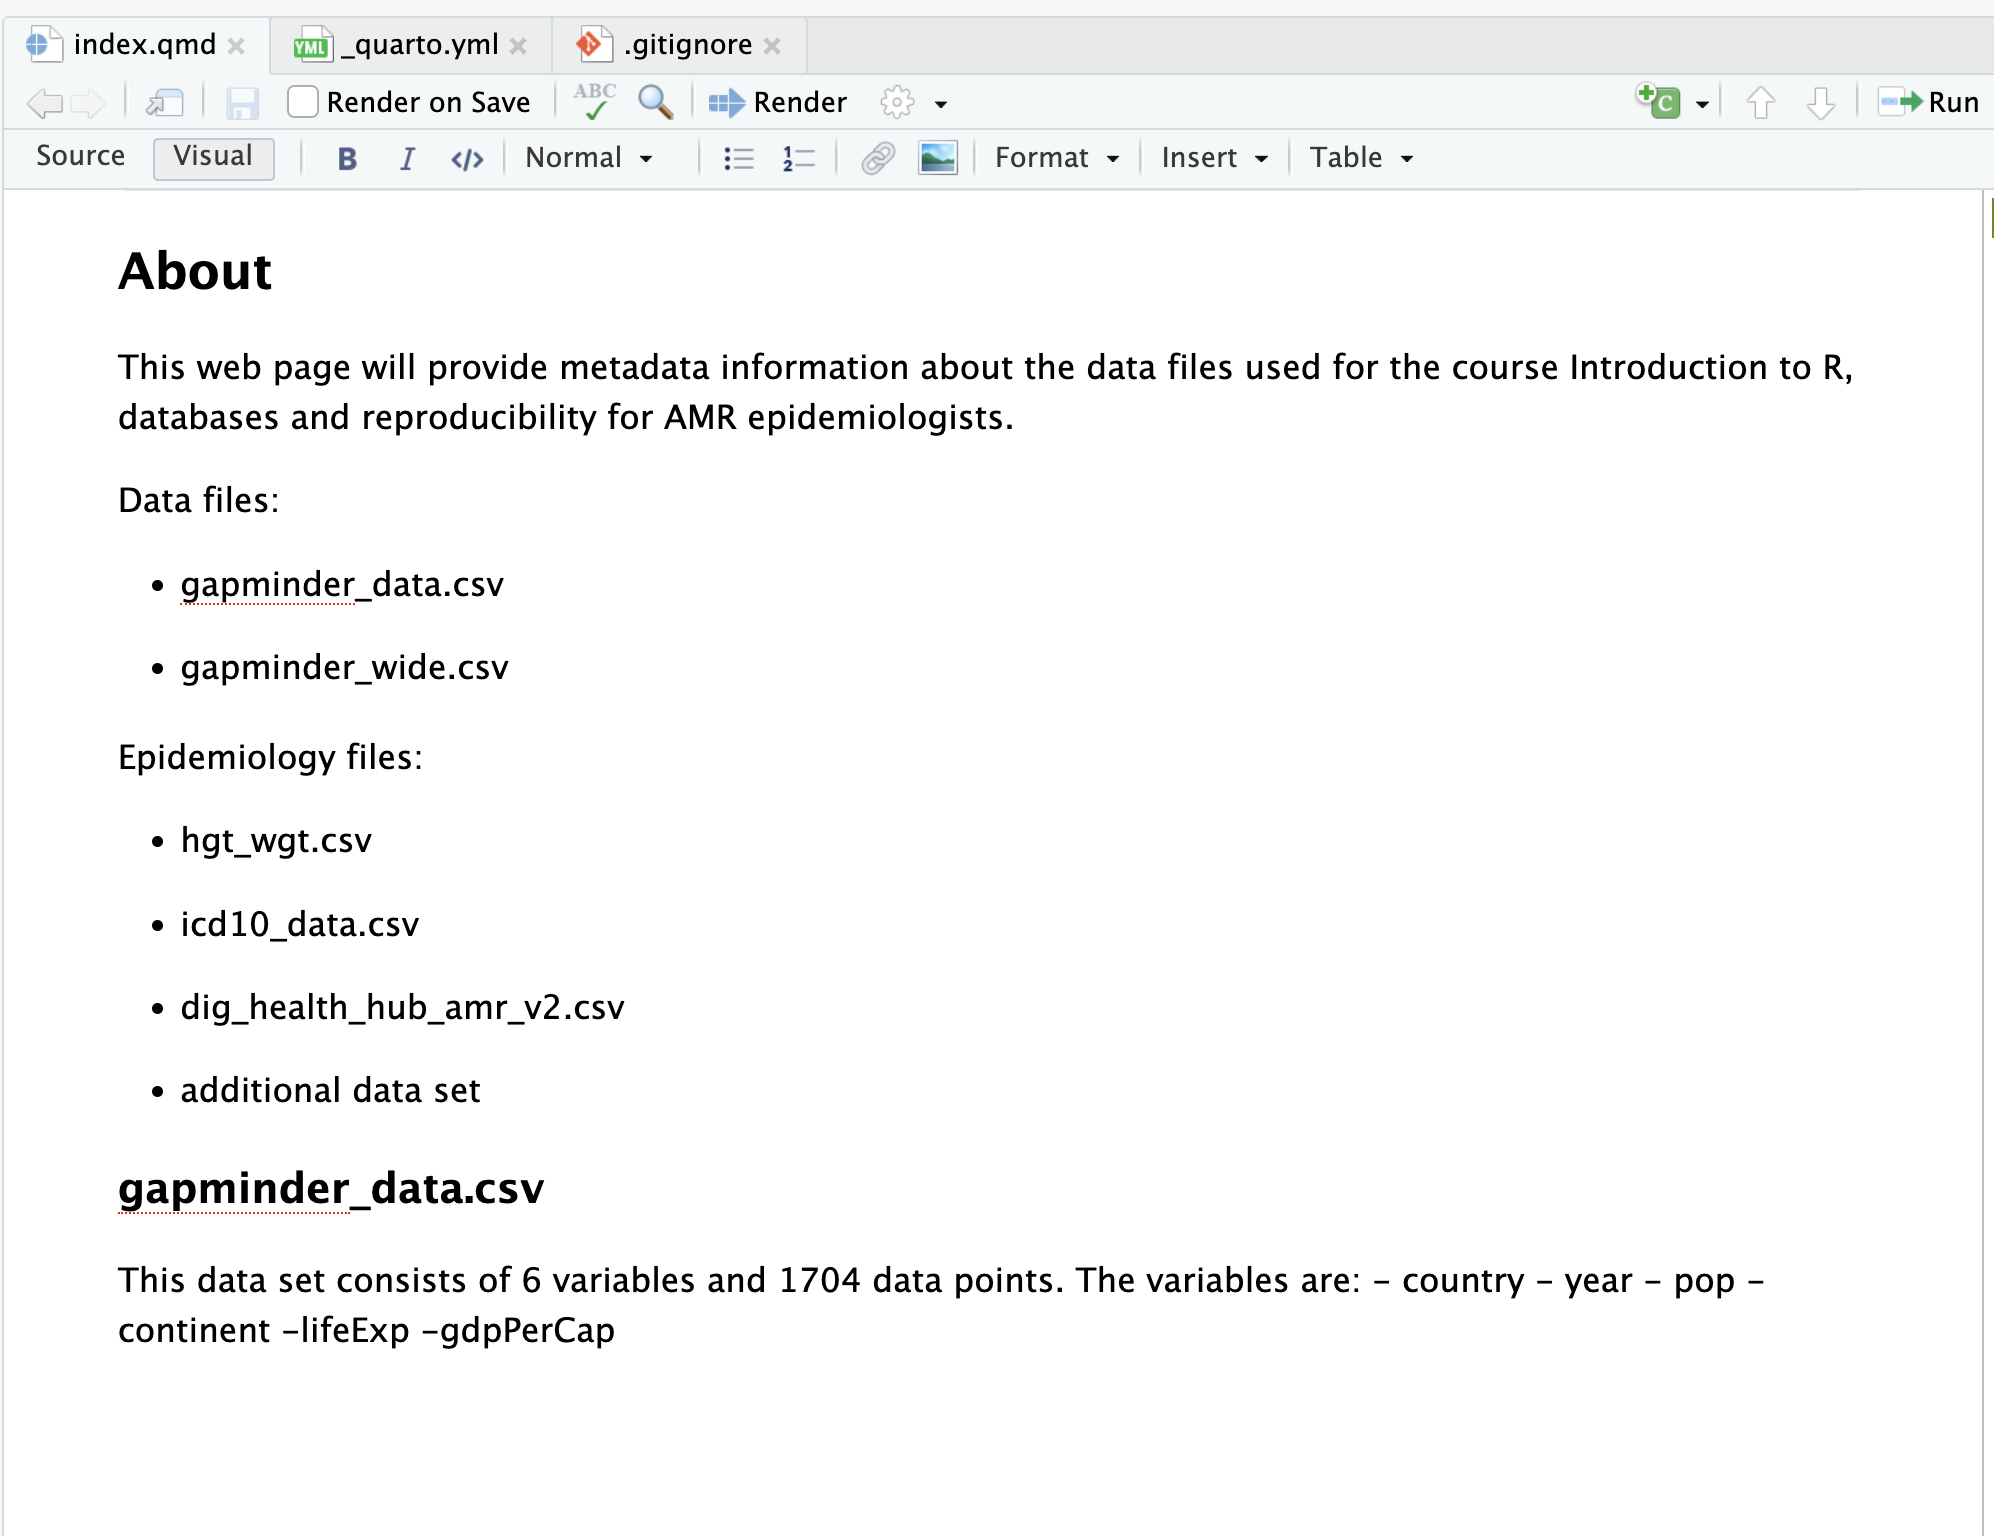 index.qmd
YML _quarto.yml
.gitignore
Render on Save ABC Render C Run
Source Visual B I </> Normal 1 2 Format Insert Table
About
This web page will provide metadata information about the data files used for the course Introduction to R,
databases and reproducibility for AMR epidemiologists.
Data files:
• gapminder_data.csv
• gapminder_wide.csv
Epidemiology files:
• hgt_wgt.csv
• icd10_data.csv
• dig_health_hub_amr_v2.csv
• additional data set
gapminder_data.csv
This data set consists of 6 variables and 1704 data points. The variables are: - country - year - pop -
continent -lifeExp -gdpPerCap